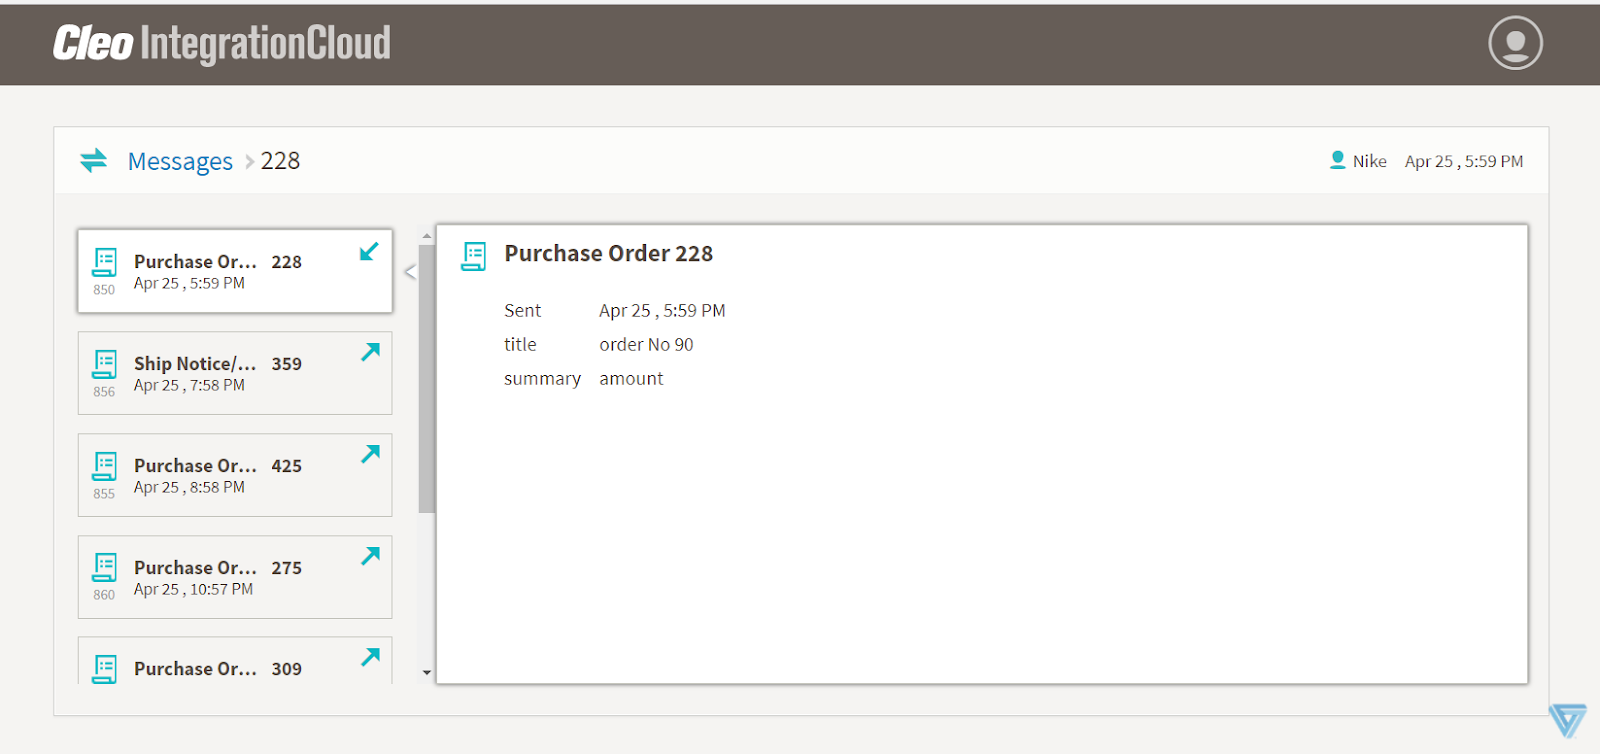 Cleo IntegrationCloud
Messages > 228
Nike Apr 25 , 5:59 PM
Purchase Or... 228
Apr 25 , 5:59 PM
850
Ship Notice/... 359
Apr 25 , 7:58 PM
856
Purchase Or... 425
Apr 25 , 8:58 PM
855
Purchase Or... 275
Apr 25 , 10:57 PM
860
Purchase Or... 309
Purchase Order 228
Sent Apr 25 , 5:59 PM
title order No 90
summary amount